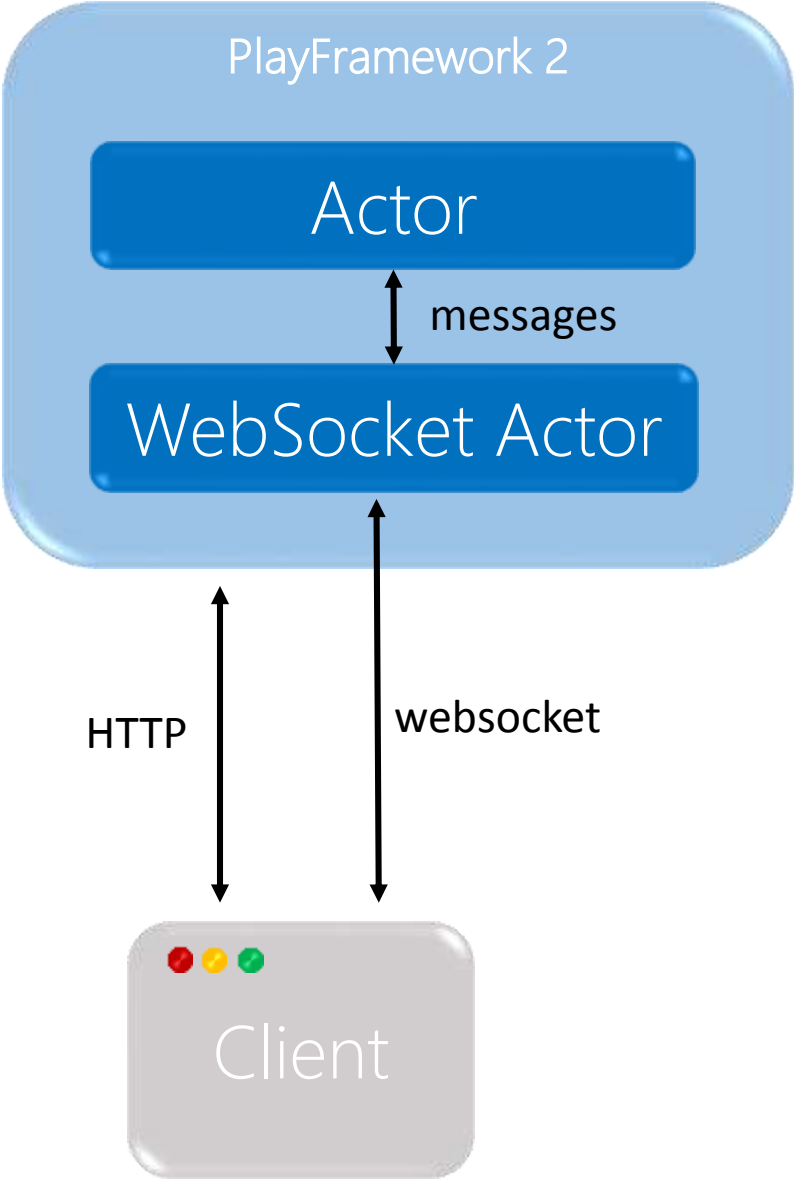 PlayFramework 2
Actor
messages
WebSocket Actor
HTTP
websocket
Client